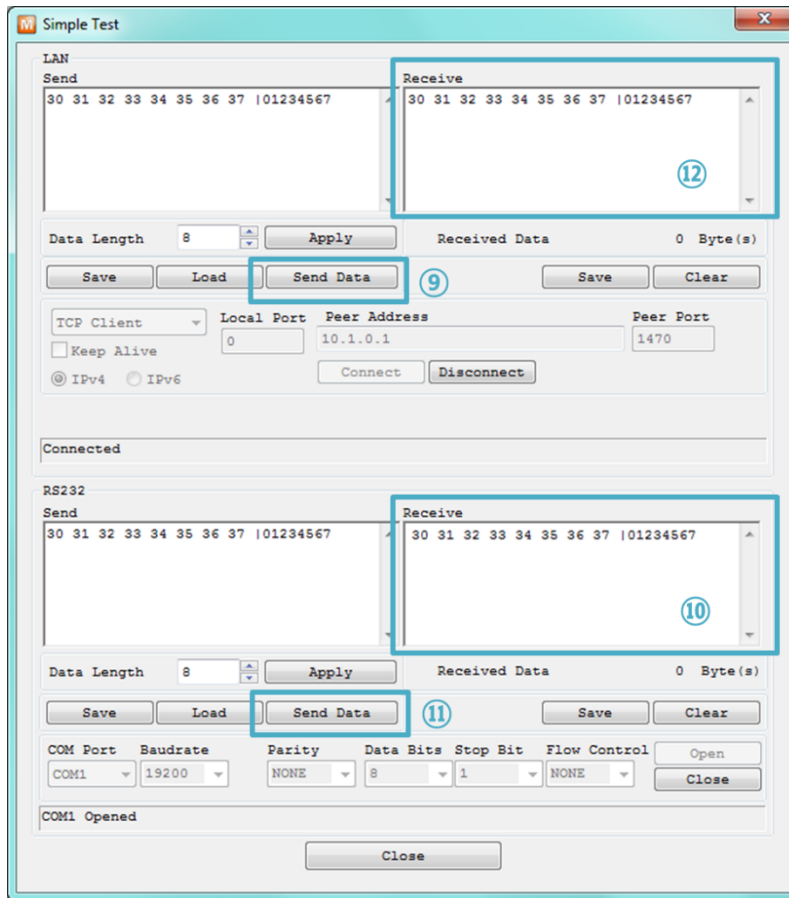 M Simple Test
LAN
Send
Receive
30 31 32 33 34 35 36 37 |01234567
30 31 32 33 34 35 36 37 |01234567
⑫
Data Length 8 Apply
Received Data 0 Byte(s)
Save Load Send Data ⑨ Save Clear
TCP Client Local Port Peer Address Peer Port
0 10.1.0.1 1470
Keep Alive
IPv4 IPv6 Connect Disconnect
Connected
RS232
Send
Receive
30 31 32 33 34 35 36 37 |01234567
30 31 32 33 34 35 36 37 |01234567
⑩
Data Length 8 Apply
Received Data 0 Byte(s)
Save Load Send Data ⑪ Save Clear
COM Port Baudrate Parity Data Bits Stop Bit Flow Control Open
COM1 19200 NONE 8 1 NONE Close
COM1 Opened
Close